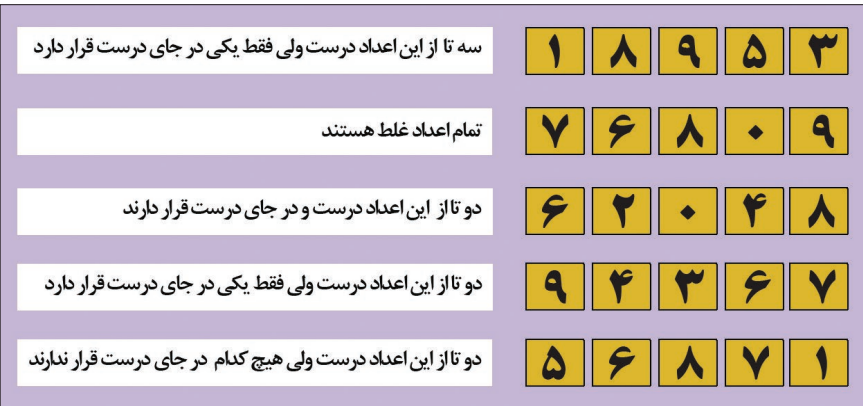 سه تا از این اعداد درست ولی فقط یکی در جای درست قرار دارد
۱ ۸ ۹ ۵ ۳
تمام اعداد غلط هستند
۷ ۶ ۸ ۰ ۹
دو تا از این اعداد درست و در جای درست قرار دارند
۶ ۲ ۰ ۴ ۸
دو تا از این اعداد درست ولی فقط یکی در جای درست قرار دارد
۹ ۴ ۳ ۶ ۷
دو تا از این اعداد درست ولی هیچ کدام در جای درست قرار ندارند
۵ ۶ ۸ ۷ ۱